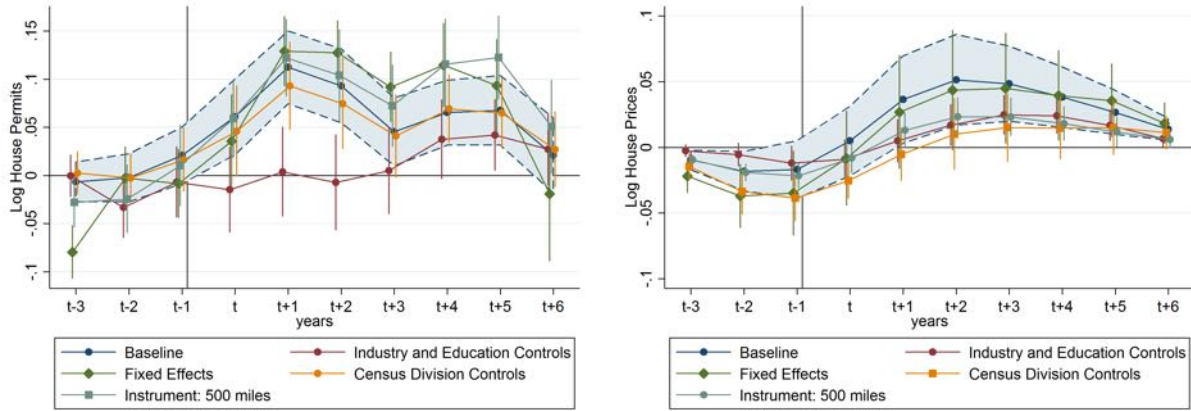 Log House Permits
.15
.1
.05
0
-.05
-.1
t-3 t-2 t-1 t t+1 t+2 t+3 t+4 t+5 t+6
years
Baseline Industry and Education Controls
Fixed Effects Census Division Controls
Instrument: 500 miles
Log House Prices
.1
.05
0
-.05
-.1
t-3 t-2 t-1 t t+1 t+2 t+3 t+4 t+5 t+6
years
Baseline Industry and Education Controls
Fixed Effects Census Division Controls
Instrument: 500 miles